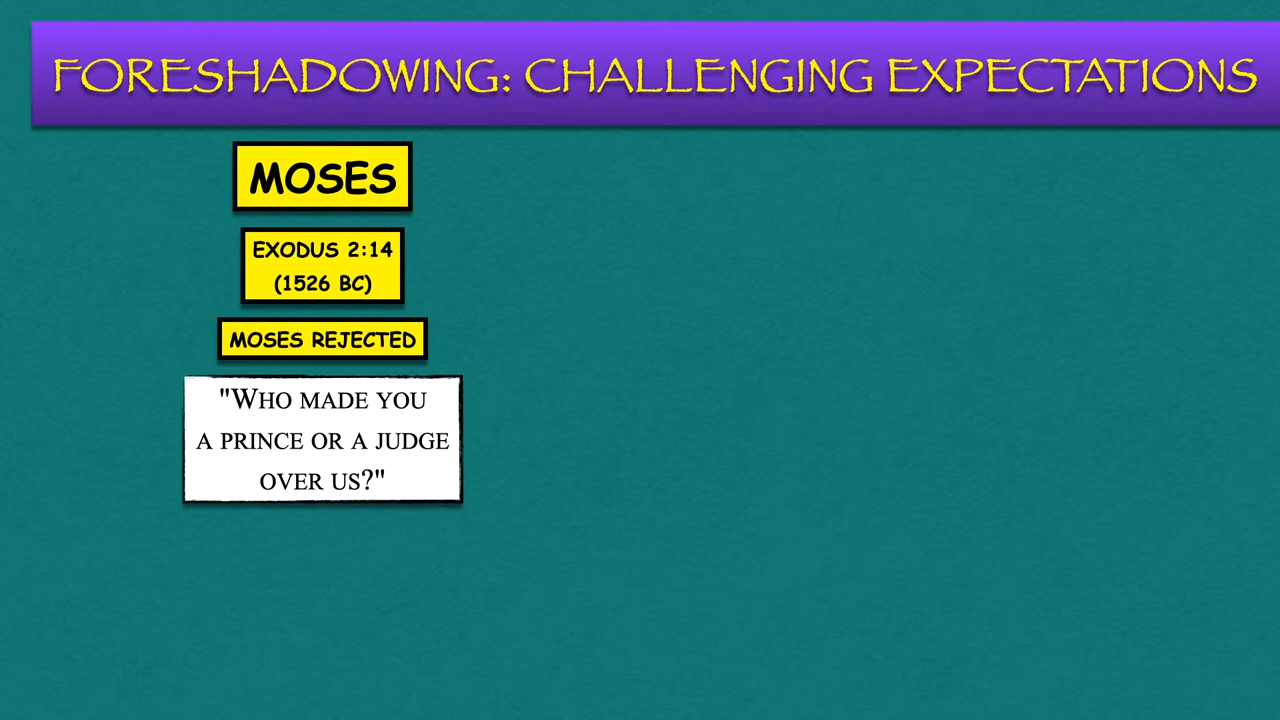 FORESHADOWING: CHALLENGING EXPECTATIONS
MOSES
EXODUS 2:14
(1526 BC)
MOSES REJECTED
"WHO MADE YOU
A PRINCE OR A JUDGE
OVER US?"